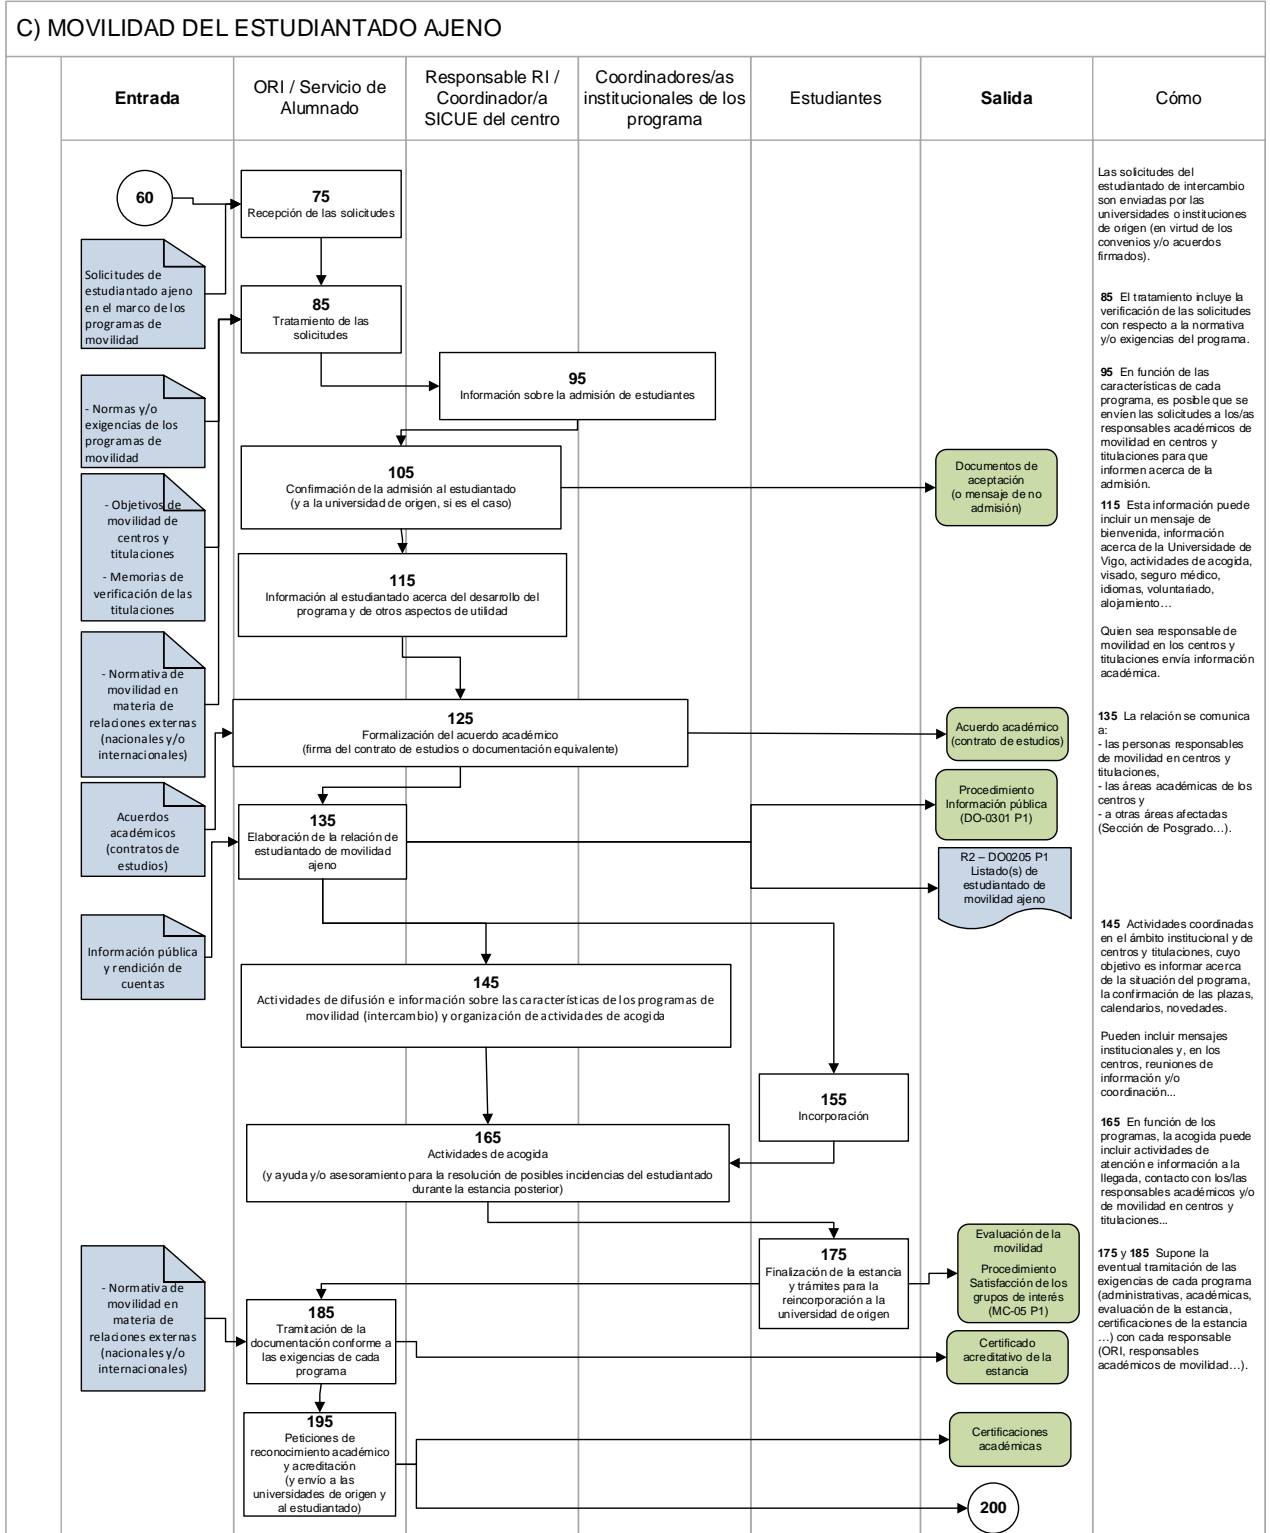 C) MOVILIDAD DEL ESTUDIANTADO AJENO
Entrada
ORI / Servicio de
Alumnado
Responsable RI /
Coordinador/a
SICUE del centro
Coordinadores/as
institucionales de los
programa
Estudiantes
Salida
Cómo
60
75
Recepción de las solicitudes
Las solicitudes del
estudiantado de intercambio
son enviadas por las
universidades o instituciones
de origen (en virtud de los
convenios y/o acuerdos
firmados).
Solicitudes de
estudiantado ajeno
en el marco de los
programas de
movilidad
85
Tratamiento de las
solicitudes
85 El tratamiento incluye la
verificación de las solicitudes
con respecto a la normativa
y/o exigencias del programa.
95
Información sobre la admisión de estudiantes
95 En función de las
características de cada
programa, es posible que se
envíen las solicitudes a los/as
responsables académicos de
movilidad en centros y
titulaciones para que
informen acerca de la
admisión.
- Normas y/o
exigencias de los
programas de
movilidad
105
Confirmación de la admisión al estudiantado
(y a la universidad de origen, si es el caso)
Documentos de
aceptación
(o mensaje de no
admisión)
- Objetivos de
movilidad de
centros y
titulaciones
- Memorias de
verificación de las
titulaciones
115
Información al estudiantado acerca del desarrollo del
programa y de otros aspectos de utilidad
115 Esta información puede
incluir un mensaje de
bienvenida, información
acerca de la Universidade de
Vigo, actividades de acogida,
visado, seguro médico,
idiomas, voluntariado,
alojamiento…
Quien sea responsable de
movilidad en los centros y
titulaciones envía información
académica.
- Normativa de
movilidad en
materia de
relaciones externas
(nacionales y/o
internacionales)
125
Formalización del acuerdo académico
(firma del contrato de estudios o documentación equivalente)
Acuerdo académico
(contrato de estudios)
135 La relación se comunica
a:
- las personas responsables
de movilidad en centros y
titulaciones,
- las áreas académicas de los
centros y
- a otras áreas afectadas
(Sección de Posgrado…).
Acuerdos
académicos
(contratos de
estudios)
135
Elaboración de la relación de
estudiantado de movilidad
ajeno
Procedimiento
Información pública
(DO-0301 P1)
R2 – DO0205 P1
Listado(s) de
estudiantado de
movilidad ajeno
Información pública
y rendición de
cuentas
145
Actividades de difusión e información sobre las características de los programas de
movilidad (intercambio) y organización de actividades de acogida
145 Actividades coordinadas
en el ámbito institucional y de
centros y titulaciones, cuyo
objetivo es informar acerca
de la situación del programa,
la confirmación de las plazas,
calendarios, novedades.
Pueden incluir mensajes
institucionales y, en los
centros, reuniones de
información y/o
coordinación...
155
Incorporación
165
Actividades de acogida
(y ayuda y/o asesoramiento para la resolución de posibles incidencias del estudiantado
durante la estancia posterior)
165 En función de los
programas, la acogida puede
incluir actividades de
atención e información a la
llegada, contacto con los/las
responsables académicos y/o
de movilidad en centros y
titulaciones...
175
Finalización de la estancia
y trámites para la
reincorporación a la
universidad de origen
Evaluación de la
movilidad
Procedimiento
Satisfacción de los
grupos de interés
(MC-05 P1)
175 y 185 Supone la
eventual tramitación de las
exigencias de cada programa
(administrativas, académicas,
evaluación de la estancia,
certificaciones de la estancia
…) con cada responsable
(ORI, responsables
académicos de movilidad…).
- Normativa de
movilidad en
materia de
relaciones externas
(nacionales y/o
internacionales)
185
Tramitación de la
documentación conforme a
las exigencias de cada
programa
Certificado
acreditativo de la
estancia
195
Peticiones de
reconocimiento académico
y acreditación
(y envío a las
universidades de origen y
al estudiantado)
Certificaciones
académicas
200